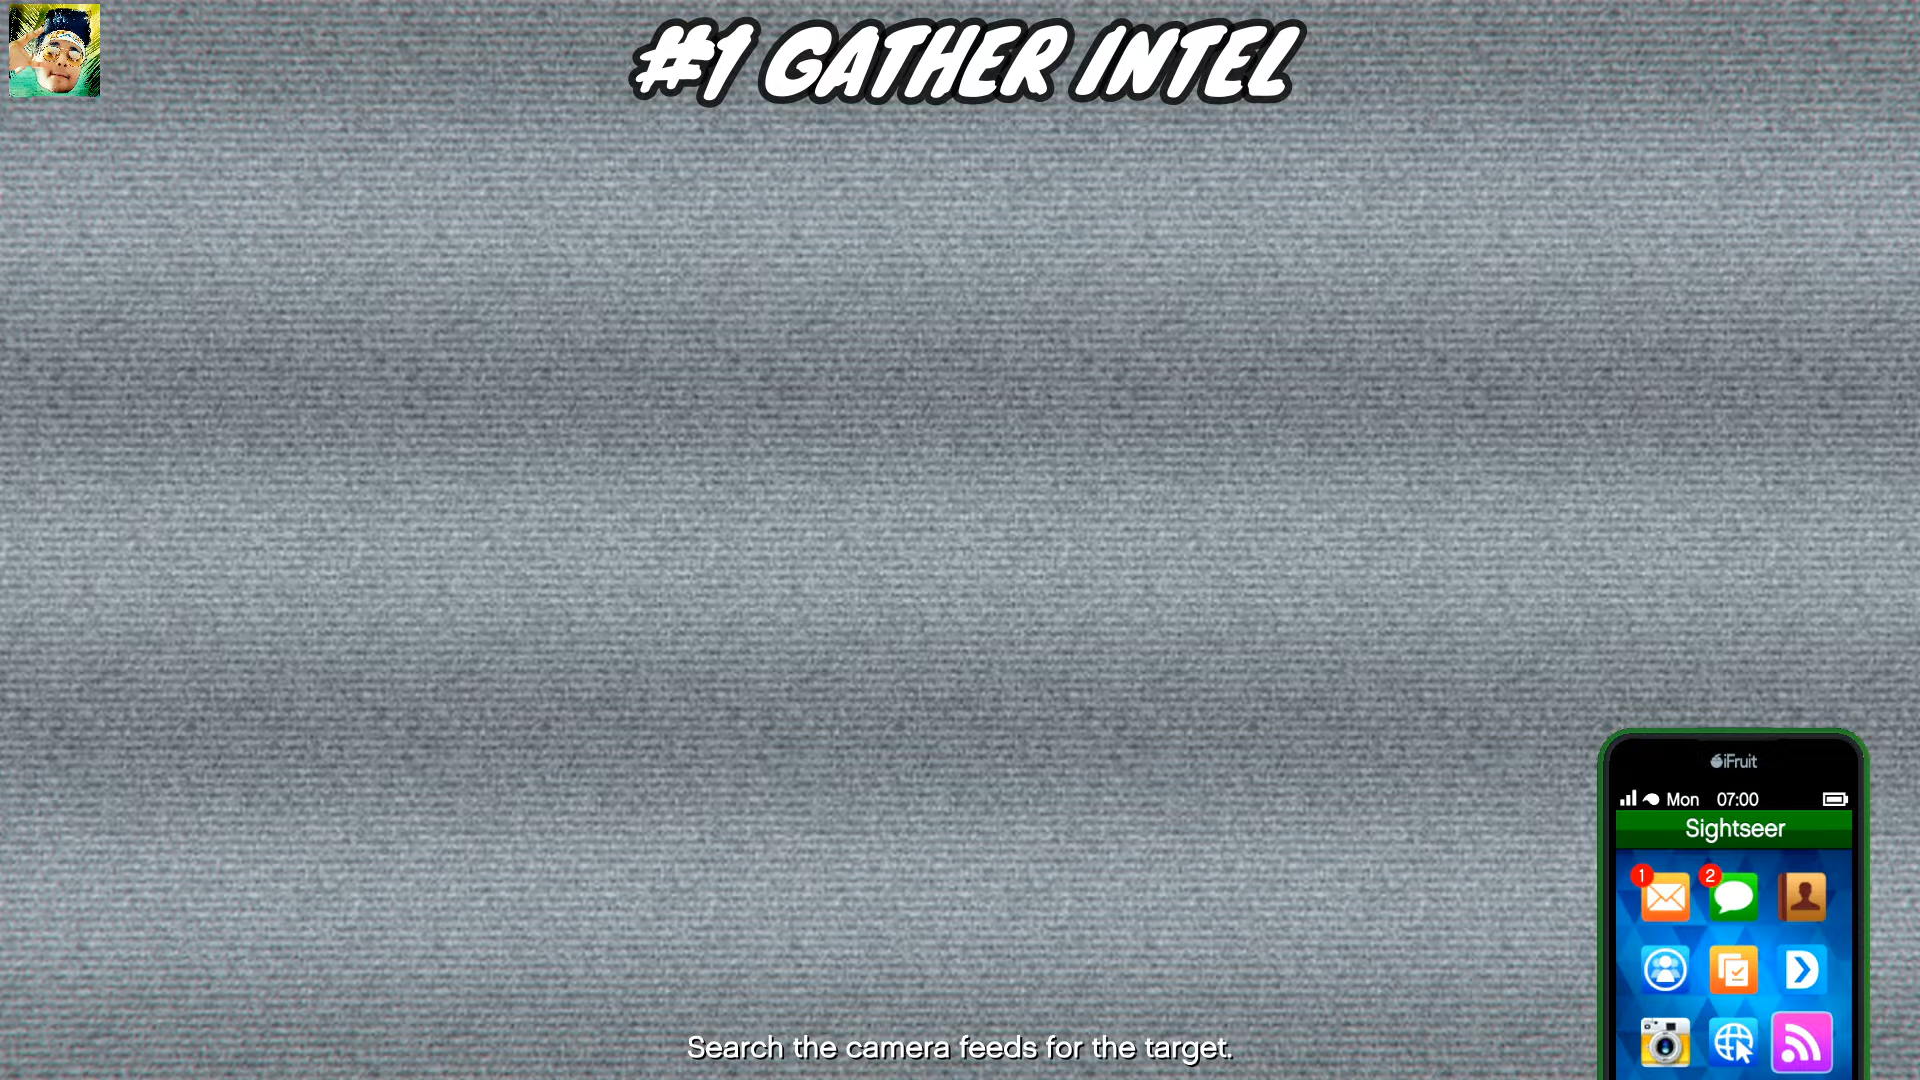 #1 GATHER INTEL
iFruit
Mon 07:00
Sightseer
1 2
Search the camera feeds for the target.